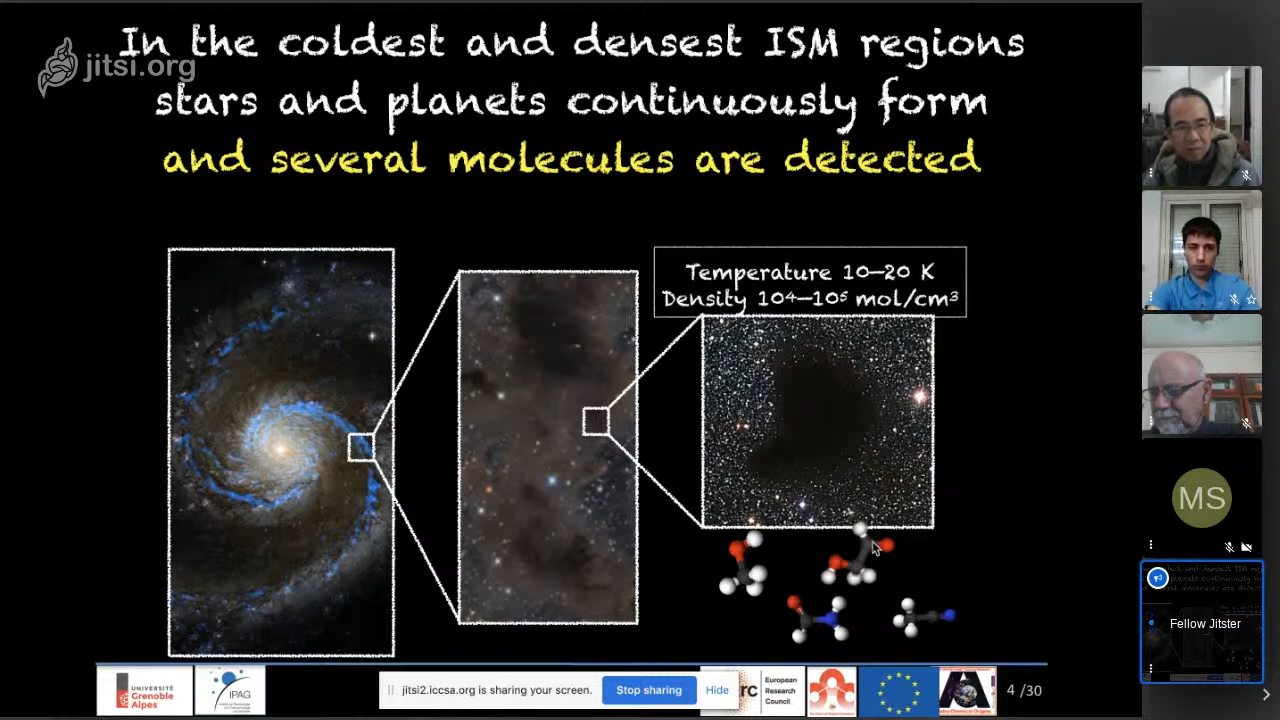 In the coldest and densest ISM regions
jitsi.org
stars and planets continuously form
and several molecules are detected
Temperature 10–20 K
Density 10⁴–10⁵ mol/cm³
MS
Fellow Jitster
UNIVERSITÉ
Grenoble
Alpes
IPAG
jitsi2.iccsa.org is sharing your screen.
Stop sharing
Hide
rc
European
Research
Council
4 /30